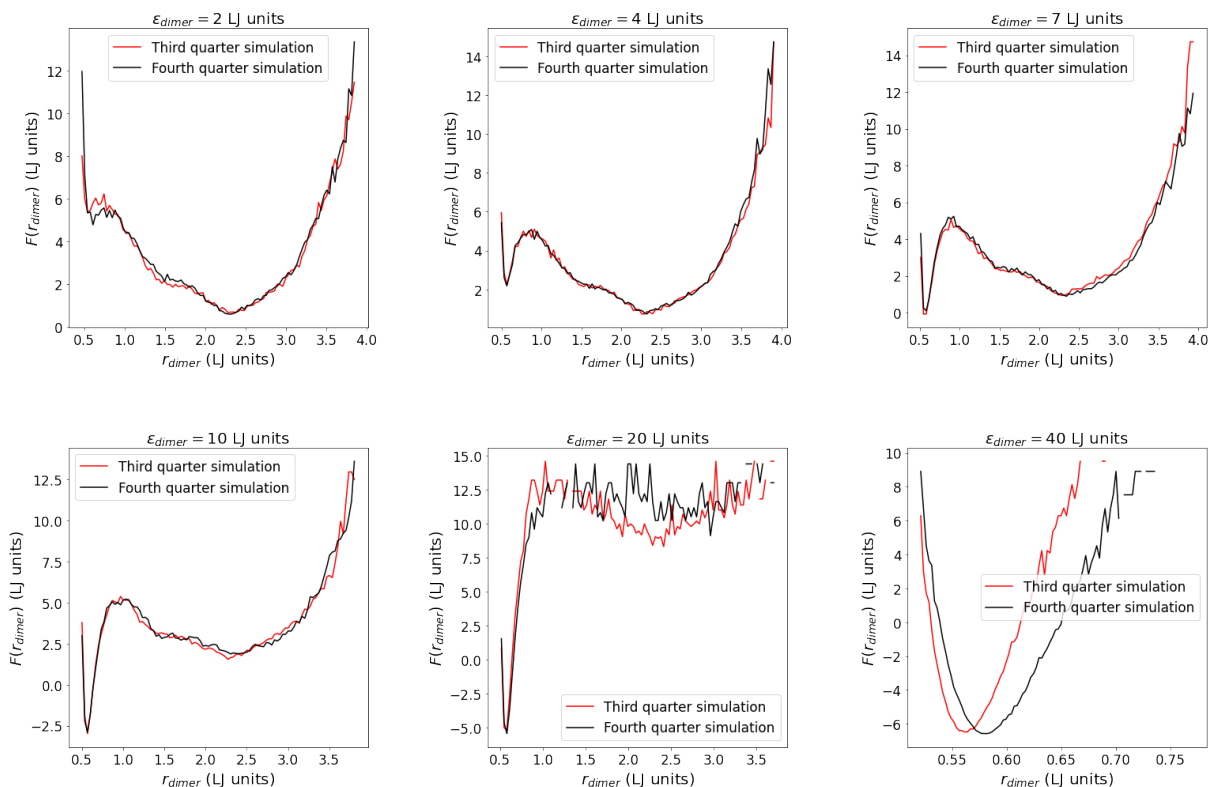 ε_dimer = 2 LJ units
Third quarter simulation
Fourth quarter simulation
12
10
8
6
4
2
0
F(r_dimer) (LJ units)
0.5 1.0 1.5 2.0 2.5 3.0 3.5 4.0
r_dimer (LJ units)
ε_dimer = 4 LJ units
Third quarter simulation
Fourth quarter simulation
14
12
10
8
6
4
2
F(r_dimer) (LJ units)
0.5 1.0 1.5 2.0 2.5 3.0 3.5 4.0
r_dimer (LJ units)
ε_dimer = 7 LJ units
Third quarter simulation
Fourth quarter simulation
14
12
10
8
6
4
2
0
F(r_dimer) (LJ units)
0.5 1.0 1.5 2.0 2.5 3.0 3.5 4.0
r_dimer (LJ units)
ε_dimer = 10 LJ units
Third quarter simulation
Fourth quarter simulation
12.5
10.0
7.5
5.0
2.5
0.0
−2.5
F(r_dimer) (LJ units)
0.5 1.0 1.5 2.0 2.5 3.0 3.5
r_dimer (LJ units)
ε_dimer = 20 LJ units
15.0
12.5
10.0
7.5
5.0
2.5
0.0
−2.5
−5.0
F(r_dimer) (LJ units)
Third quarter simulation
Fourth quarter simulation
0.5 1.0 1.5 2.0 2.5 3.0 3.5
r_dimer (LJ units)
ε_dimer = 40 LJ units
10
8
6
4
2
0
−2
−4
−6
F(r_dimer) (LJ units)
Third quarter simulation
Fourth quarter simulation
0.55 0.60 0.65 0.70 0.75
r_dimer (LJ units)